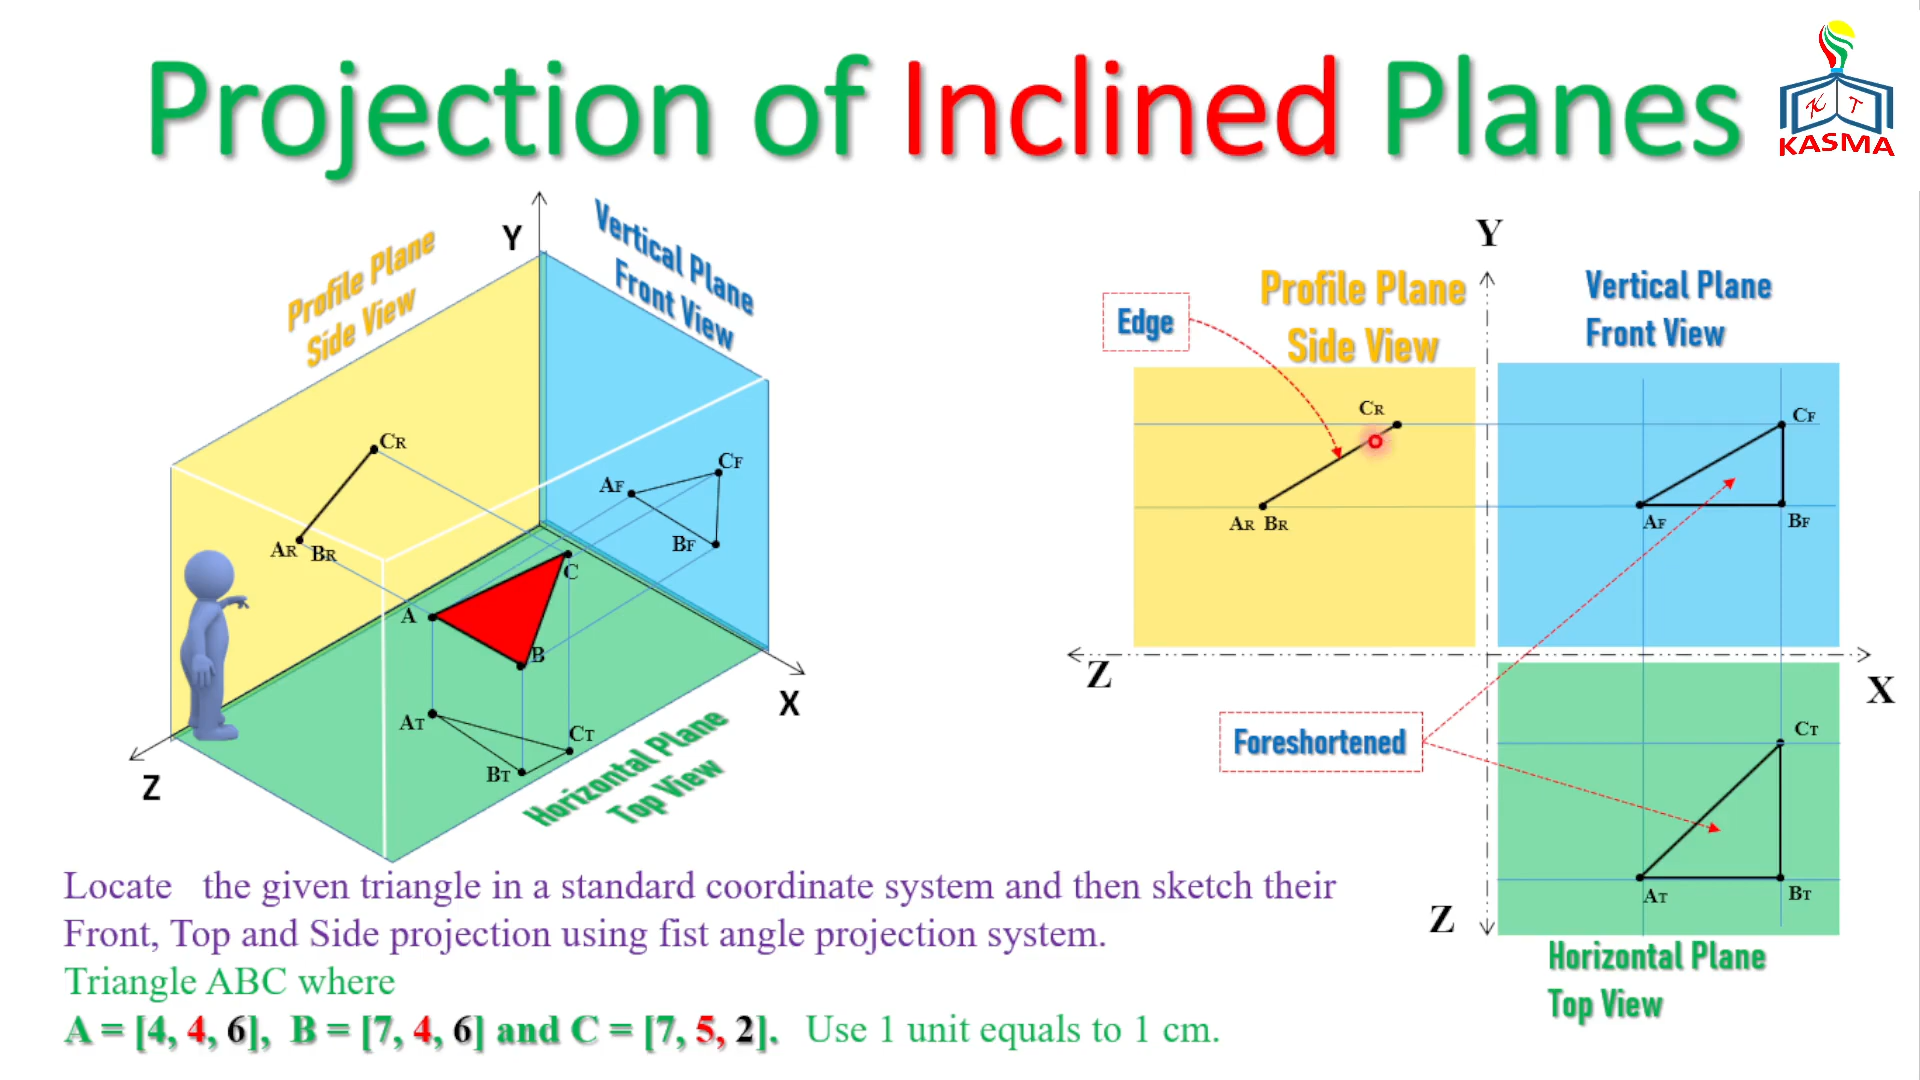 Projection of Inclined Planes
K T
KASMA
Y
Profile Plane
Side View
Vertical Plane
Front View
CR
AR BR
AF
CF
BF
A
C
B
AT
CT
BT
Horizontal Plane
Top View
X
Z
Y
Edge
Profile Plane
Side View
Vertical Plane
Front View
CR
AR BR
CF
AF
BF
Z
X
Foreshortened
CT
AT
BT
Z
Horizontal Plane
Top View
Locate the given triangle in a standard coordinate system and then sketch their
Front, Top and Side projection using fist angle projection system.
Triangle ABC where
A = [4, 4, 6], B = [7, 4, 6] and C = [7, 5, 2]. Use 1 unit equals to 1 cm.